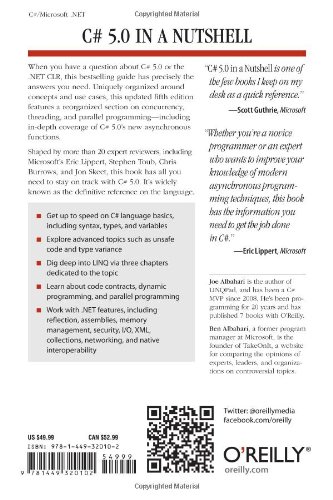 Copyrighted Material
C#/Microsoft .NET
C# 5.0 IN A NUTSHELL
When you have a question about C# 5.0 or the
.NET CLR, this bestselling guide has precisely the
answers you need. Uniquely organized around
concepts and use cases, this updated fifth edition
features a reorganized section on concurrency,
threading, and parallel programming—including
in-depth coverage of C# 5.0's new asynchronous
functions.
Shaped by more than 20 expert reviewers, including
Microsoft's Eric Lippert, Stephen Toub, Chris
Burrows, and Jon Skeet, this book has all you
need to stay on track with C# 5.0. It's widely
known as the definitive reference on the language.
■ Get up to speed on C# language basics,
including syntax, types, and variables
■ Explore advanced topics such as unsafe
code and type variance
■ Dig deep into LINQ via three chapters
dedicated to the topic
■ Learn about code contracts, dynamic
programming, and parallel programming
■ Work with .NET features, including
reflection, assemblies, memory
management, security, I/O, XML,
collections, networking, and native
interoperability
"C# 5.0 in a Nutshell is one of
the few books I keep on my
desk as a quick reference."
—Scott Guthrie, Microsoft
"Whether you're a novice
programmer or an expert
who wants to improve your
knowledge of modern
asynchronous program-
ming techniques, this book
has the information you
need to get the job done
in C#."
—Eric Lippert, Microsoft
Joe Albahari is the author of
LINQPad, and has been a C#
MVP since 2008. He's been pro-
gramming for 20 years and has
published 7 books with O'Reilly.
Ben Albahari, a former program
manager at Microsoft, is the
founder of TakeOnIt, a website
for comparing the opinions of
experts, leaders, and organiza-
tions on controversial topics.
US $49.99 CAN $52.99
ISBN: 978-1-449-32010-2
54999
9 781449 320102
Twitter: @oreillymedia
facebook.com/oreilly
O'REILLY®
oreilly.com
Copyrighted Material